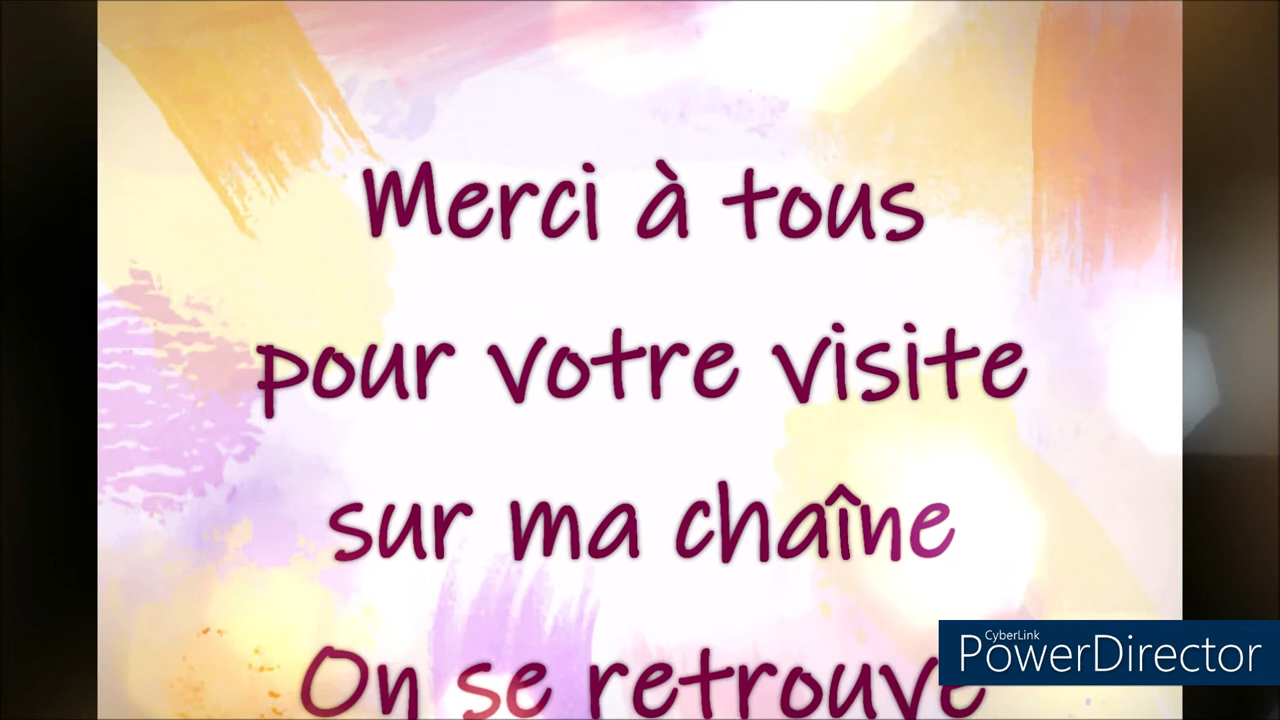 Merci à tous
pour votre visite
sur ma chaîne
On se retrouve
CyberLink
PowerDirector